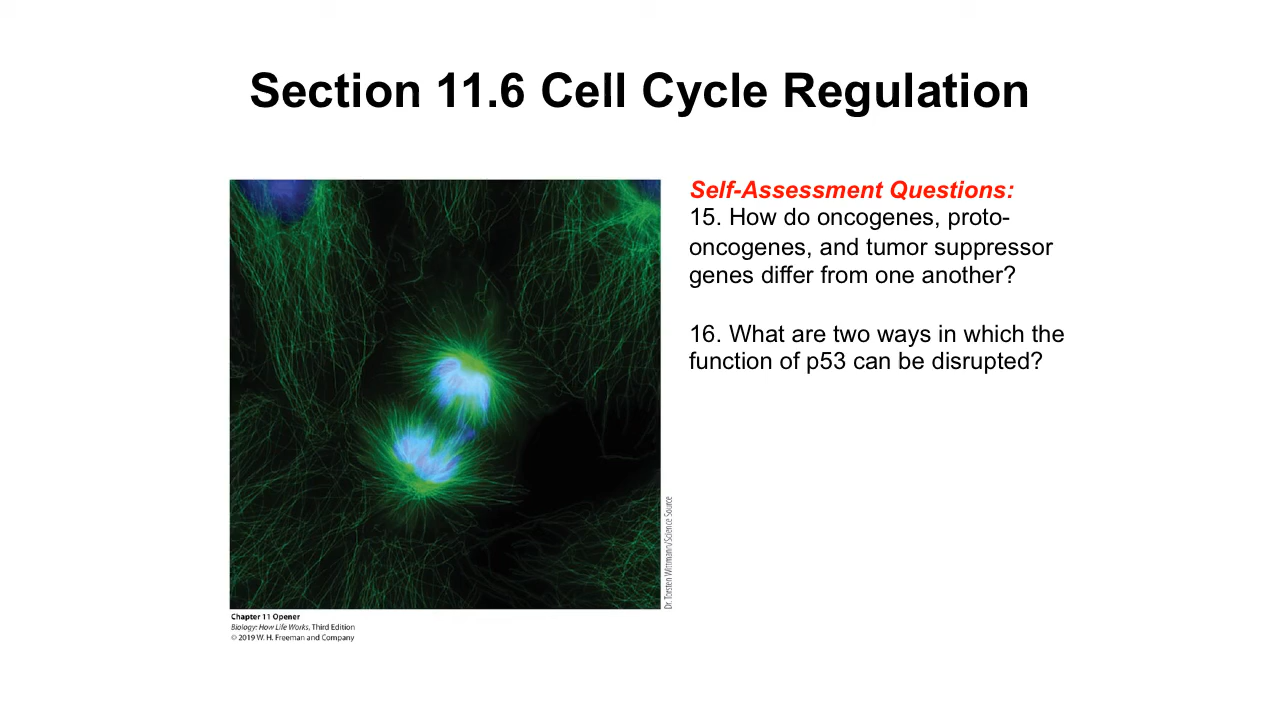 Section 11.6 Cell Cycle Regulation
Self-Assessment Questions:
15. How do oncogenes, proto-
oncogenes, and tumor suppressor
genes differ from one another?
16. What are two ways in which the
function of p53 can be disrupted?
Dr. Torsten Wittmann/Science Source
Chapter 11 Opener
Biology: How Life Works, Third Edition
© 2019 W. H. Freeman and Company